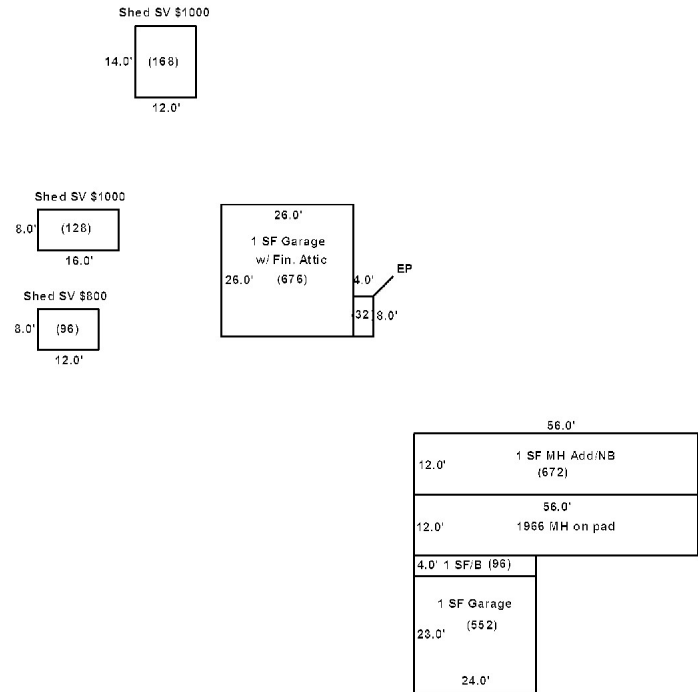 Shed SV $1000
14.0' (168)
12.0'
Shed SV $1000
8.0' (128)
16.0'
Shed SV $800
8.0' (96)
12.0'
26.0'
1 SF Garage
w/ Fin. Attic
26.0' (676) 4.0'
EP
32 8.0'
56.0'
12.0' 1 SF MH Add/NB
(672)
56.0'
12.0' 1966 MH on pad
4.0' 1 SF/B (96)
1 SF Garage
(552)
23.0'
24.0'